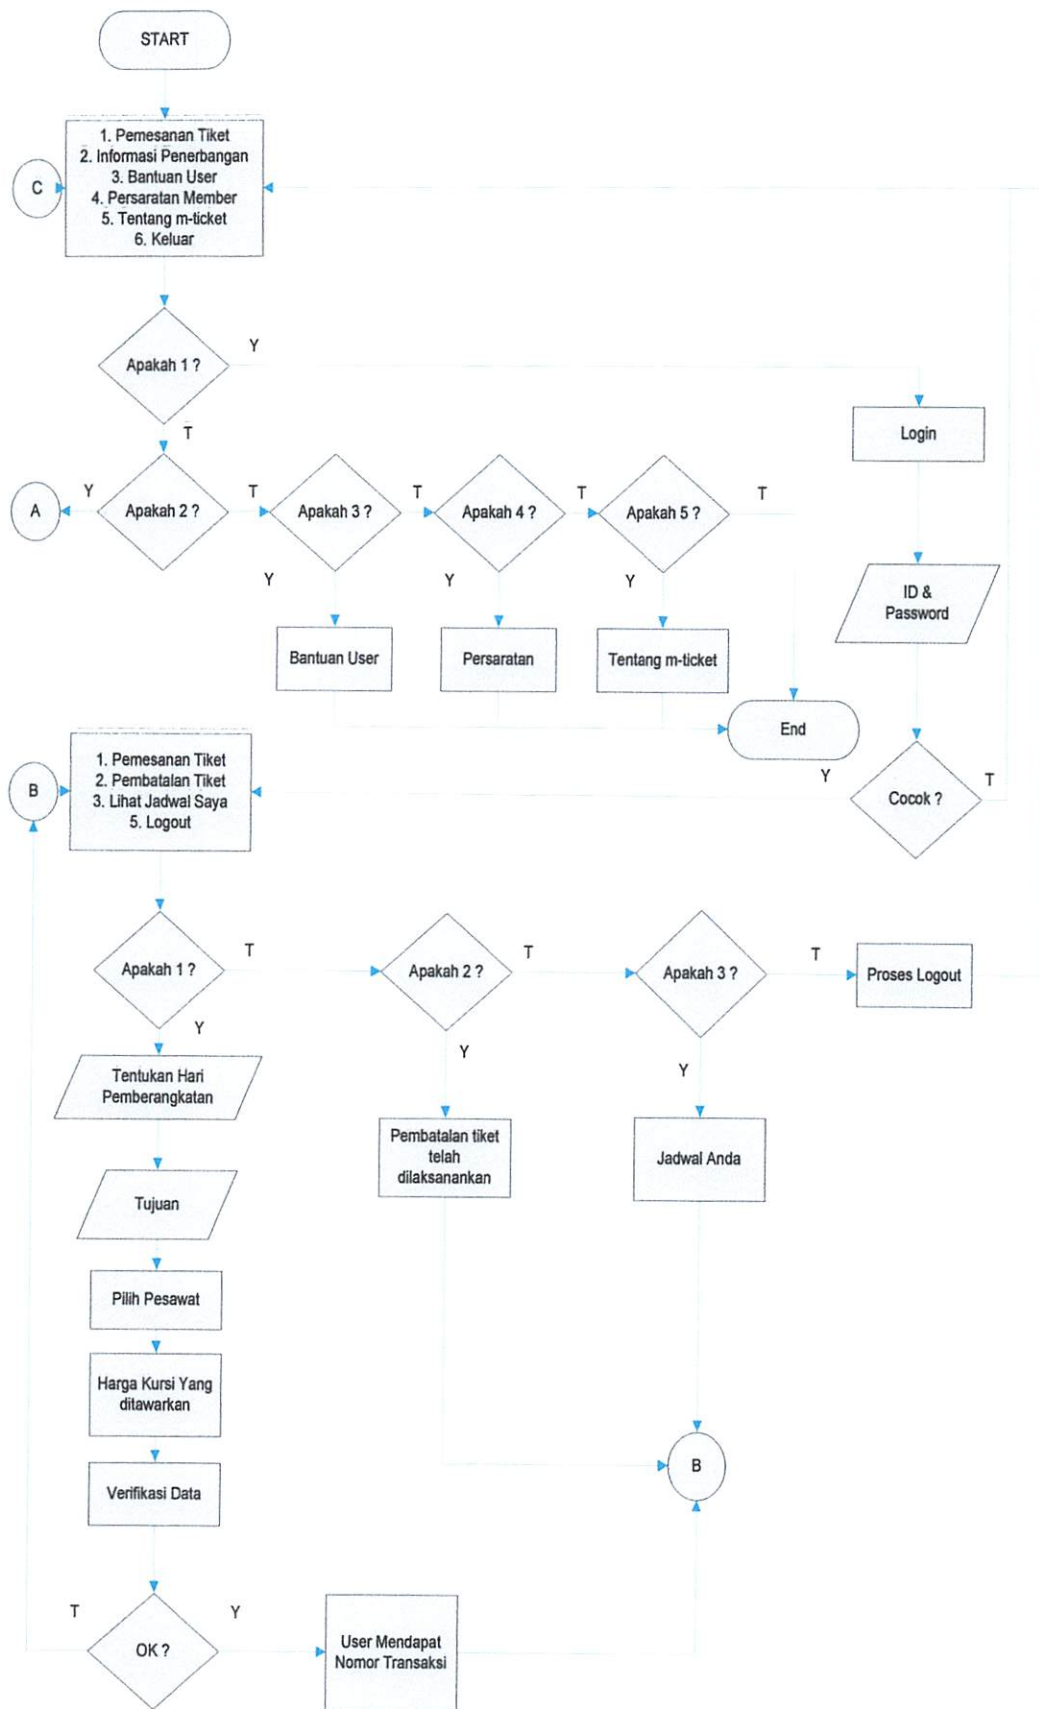 START
1. Pemesanan Tiket
2. Informasi Penerbangan
3. Bantuan User
4. Persaratan Member
5. Tentang m-ticket
6. Keluar
C
Apakah 1 ?
Y
T
Login
A
Y
Apakah 2 ?
T
Apakah 3 ?
T
Apakah 4 ?
T
Apakah 5 ?
T
Y
Y
Y
ID &
Password
Bantuan User
Persaratan
Tentang m-ticket
End
1. Pemesanan Tiket
2. Pembatalan Tiket
3. Lihat Jadwal Saya
5. Logout
B
Y
Cocok ?
T
Apakah 1 ?
T
Apakah 2 ?
T
Apakah 3 ?
T
Proses Logout
Y
Y
Y
Tentukan Hari
Pemberangkatan
Pembatalan tiket
telah
dilaksanankan
Jadwal Anda
Tujuan
Pilih Pesawat
Harga Kursi Yang
ditawarkan
B
Verifikasi Data
T
OK ?
Y
User Mendapat
Nomor Transaksi